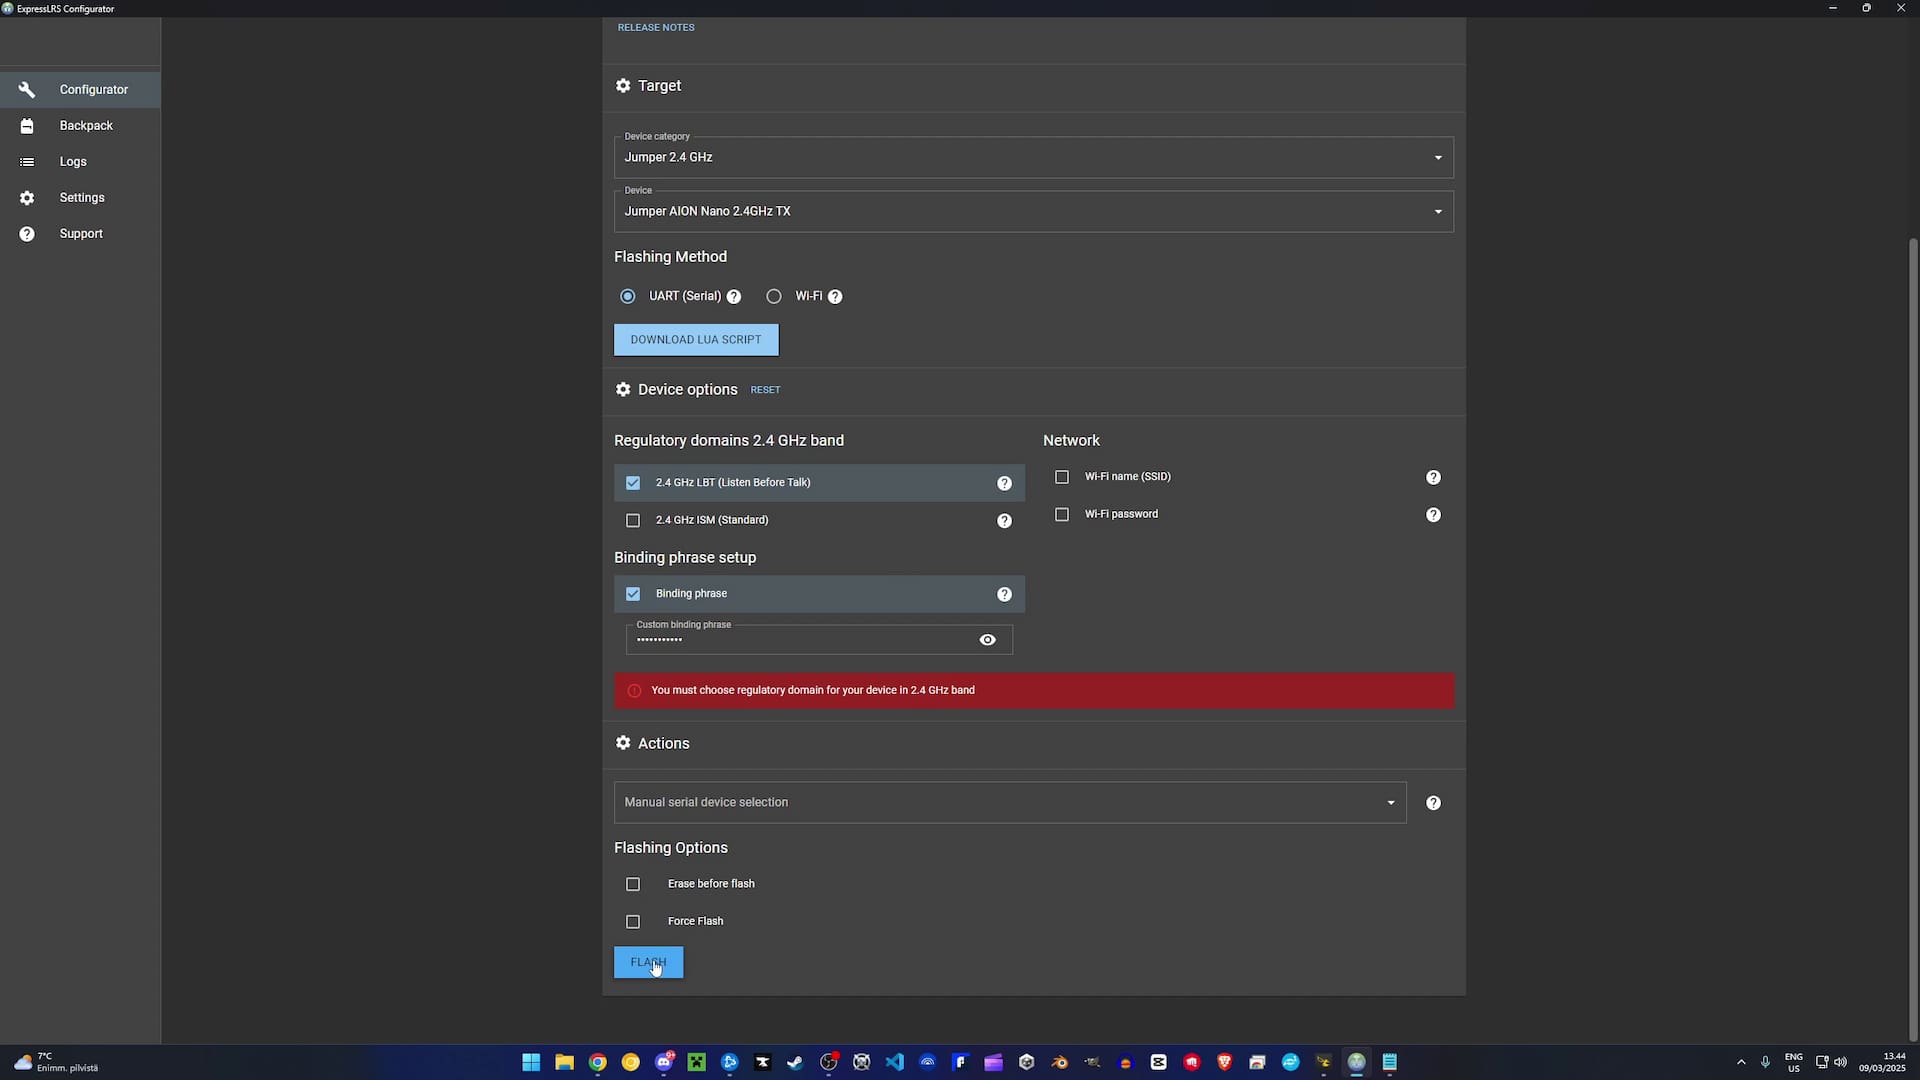 ExpressLRS Configurator
RELEASE NOTES
Configurator
Backpack
Logs
Settings
Support
Target
Device category
Jumper 2.4 GHz
Device
Jumper AION Nano 2.4GHz TX
Flashing Method
UART (Serial) ? Wi-Fi ?
DOWNLOAD LUA SCRIPT
Device options RESET
Regulatory domains 2.4 GHz band
2.4 GHz LBT (Listen Before Talk) ?
2.4 GHz ISM (Standard) ?
Network
Wi-Fi name (SSID) ?
Wi-Fi password ?
Binding phrase setup
Binding phrase ?
Custom binding phrase
•••••••••••
You must choose regulatory domain for your device in 2.4 GHz band
Actions
Manual serial device selection ?
Flashing Options
Erase before flash
Force Flash
FLASH
7°C
Enimm. pilvistä
ENG
US
13.44
09/03/2025